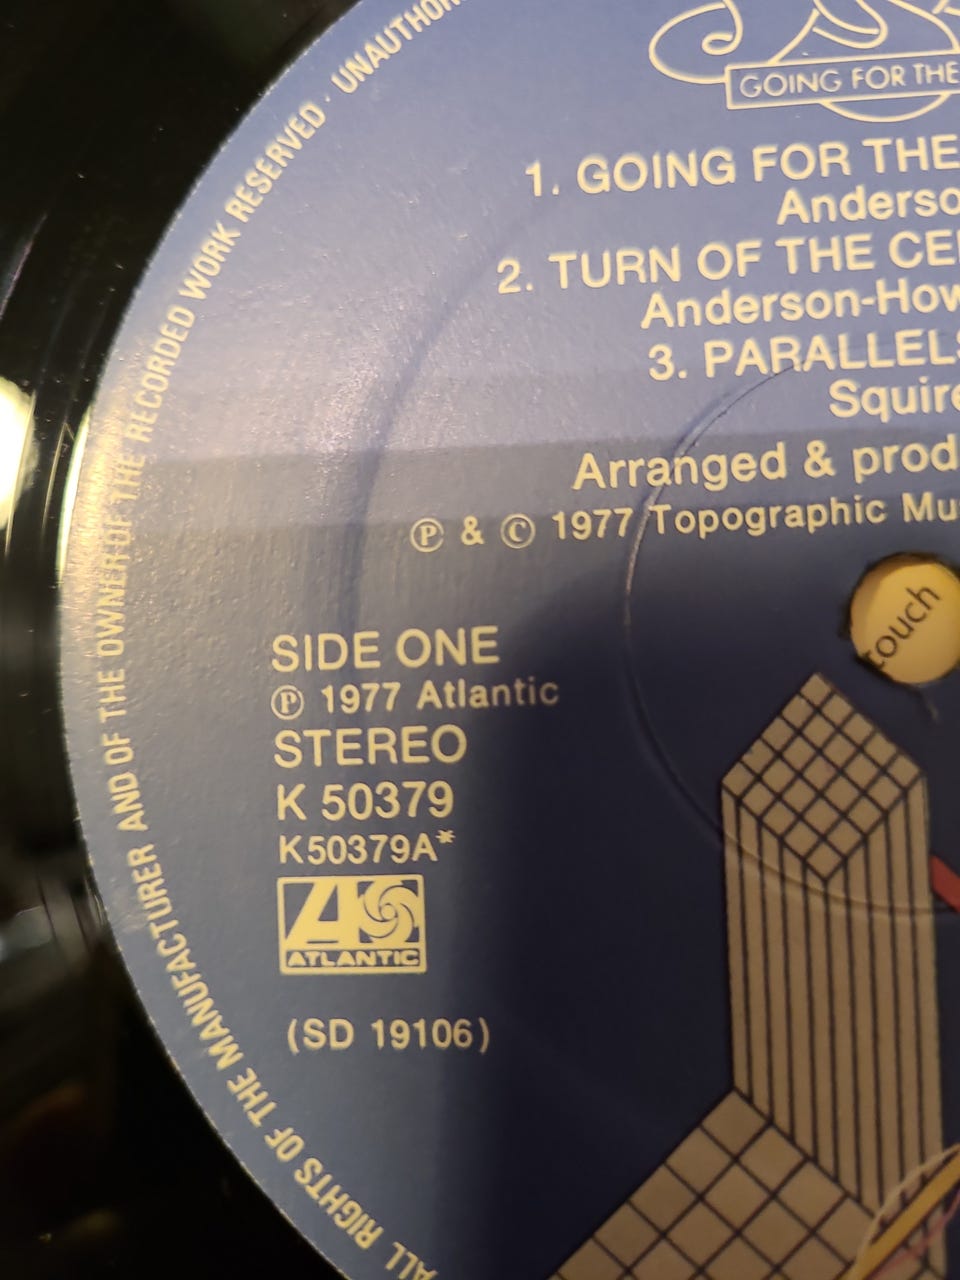 GOING FOR THE
1. GOING FOR THE
Anderso
2. TURN OF THE CE
Anderson-How
3. PARALLELS
Squire
Arranged & prod
℗ & © 1977 Topographic Mu
touch
SIDE ONE
℗ 1977 Atlantic
STEREO
K 50379
K50379A*
ATLANTIC
(SD 19106)
ALL RIGHTS OF THE MANUFACTURER AND OF THE OWNER OF THE RECORDED WORK RESERVED · UNAUTHOR